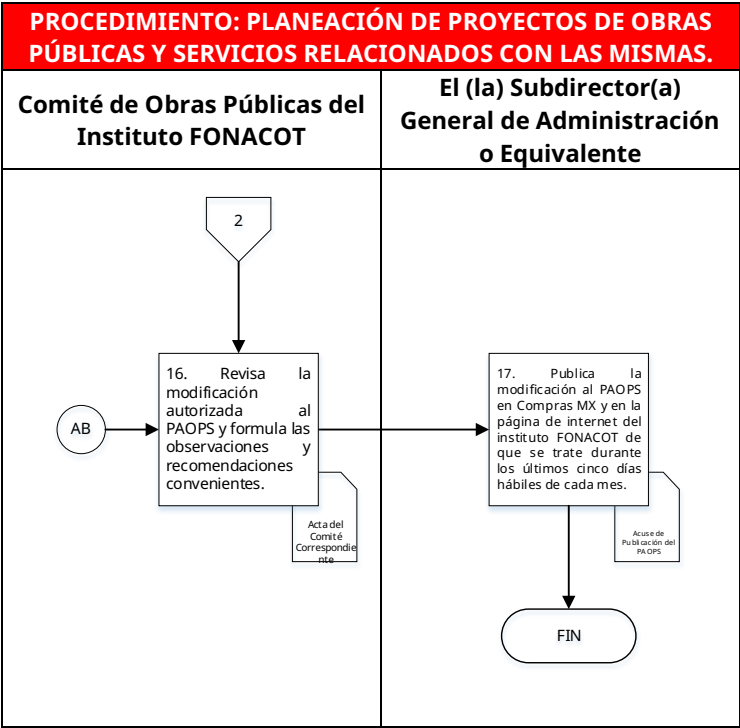 PROCEDIMIENTO: PLANEACIÓN DE PROYECTOS DE OBRAS
PÚBLICAS Y SERVICIOS RELACIONADOS CON LAS MISMAS.
Comité de Obras Públicas del
Instituto FONACOT
El (la) Subdirector(a)
General de Administración
o Equivalente
2
AB
16. Revisa la
modificación
autorizada al
PAOPS y formula las
observaciones y
recomendaciones
convenientes.
Acta del
Comité
Correspondie
nte
17. Publica la
modificación al PAOPS
en Compras MX y en la
página de internet del
instituto FONACOT de
que se trate durante
los últimos cinco días
hábiles de cada mes.
Acuse de
Publicación del
PAOPS
FIN